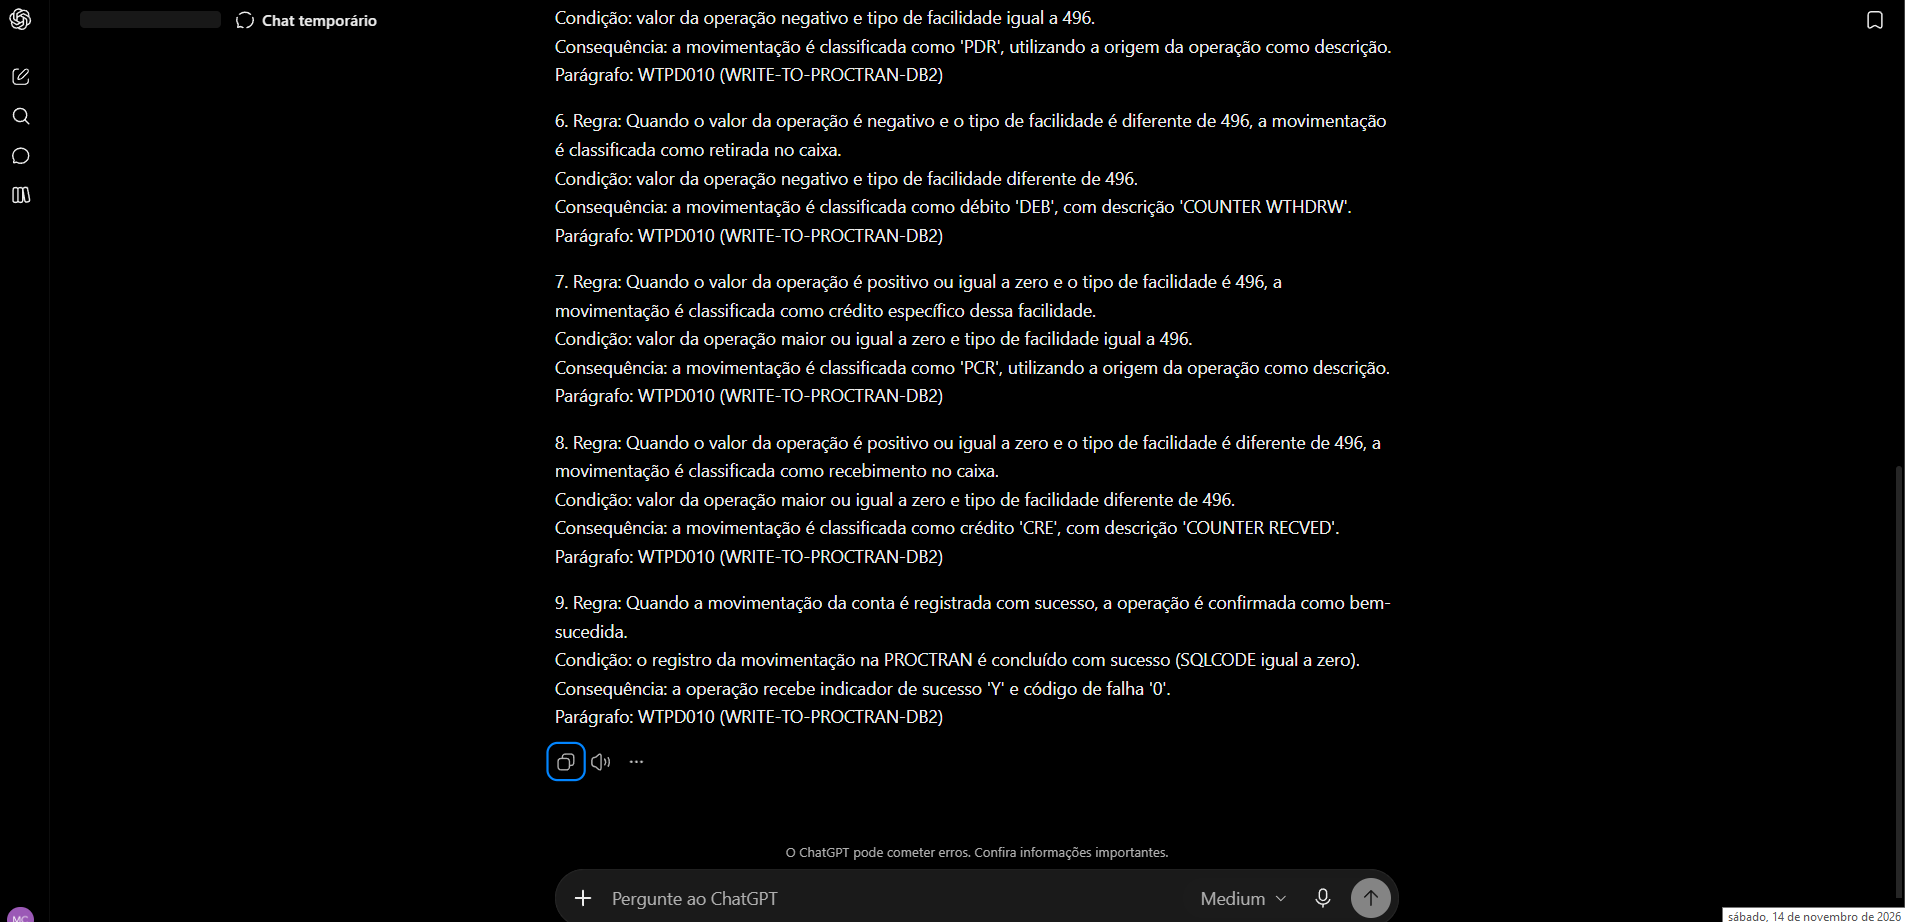 Chat temporário
Condição: valor da operação negativo e tipo de facilidade igual a 496.
Consequência: a movimentação é classificada como 'PDR', utilizando a origem da operação como descrição.
Parágrafo: WTPD010 (WRITE-TO-PROCTRAN-DB2)
6. Regra: Quando o valor da operação é negativo e o tipo de facilidade é diferente de 496, a movimentação
é classificada como retirada no caixa.
Condição: valor da operação negativo e tipo de facilidade diferente de 496.
Consequência: a movimentação é classificada como débito 'DEB', com descrição 'COUNTER WTHDRW'.
Parágrafo: WTPD010 (WRITE-TO-PROCTRAN-DB2)
7. Regra: Quando o valor da operação é positivo ou igual a zero e o tipo de facilidade é 496, a
movimentação é classificada como crédito específico dessa facilidade.
Condição: valor da operação maior ou igual a zero e tipo de facilidade igual a 496.
Consequência: a movimentação é classificada como 'PCR', utilizando a origem da operação como descrição.
Parágrafo: WTPD010 (WRITE-TO-PROCTRAN-DB2)
8. Regra: Quando o valor da operação é positivo ou igual a zero e o tipo de facilidade é diferente de 496, a
movimentação é classificada como recebimento no caixa.
Condição: valor da operação maior ou igual a zero e tipo de facilidade diferente de 496.
Consequência: a movimentação é classificada como crédito 'CRE', com descrição 'COUNTER RECVED'.
Parágrafo: WTPD010 (WRITE-TO-PROCTRAN-DB2)
9. Regra: Quando a movimentação da conta é registrada com sucesso, a operação é confirmada como bem-
sucedida.
Condição: o registro da movimentação na PROCTRAN é concluído com sucesso (SQLCODE igual a zero).
Consequência: a operação recebe indicador de sucesso 'Y' e código de falha '0'.
Parágrafo: WTPD010 (WRITE-TO-PROCTRAN-DB2)
O ChatGPT pode cometer erros. Confira informações importantes.
Pergunte ao ChatGPT
Medium
MC
sábado, 14 de novembro de 2026